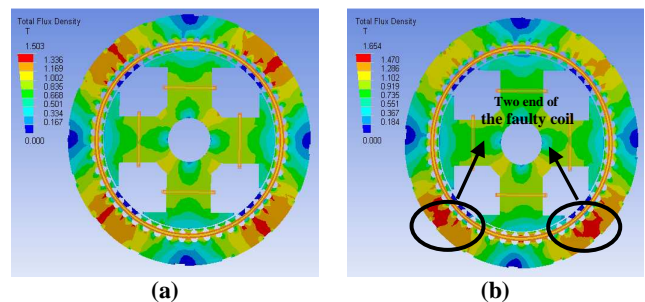 Total Flux Density
T
1.503
1.336
1.169
1.002
0.835
0.668
0.501
0.334
0.167
0.000
(a)
Total Flux Density
T
1.654
1.470
1.286
1.102
0.919
0.735
0.551
0.367
0.184
0.000
Two end of
the faulty coil
(b)